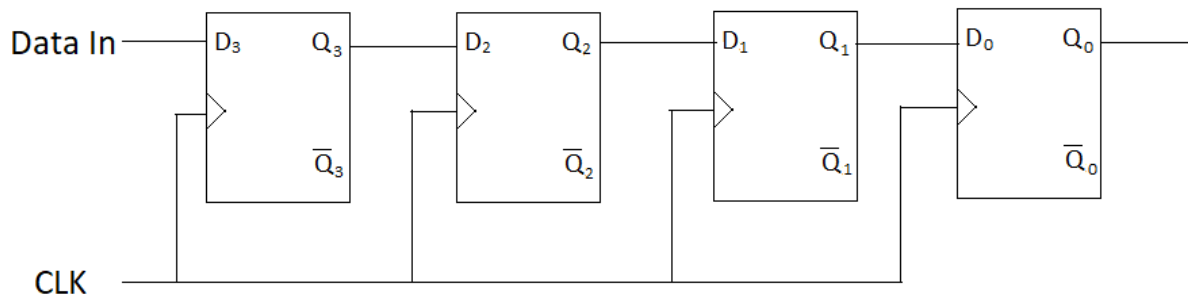 Data In D₃ Q₃ D₂ Q₂ D₁ Q₁ D₀ Q₀
Q̅₃ Q̅₂ Q̅₁ Q̅₀
CLK